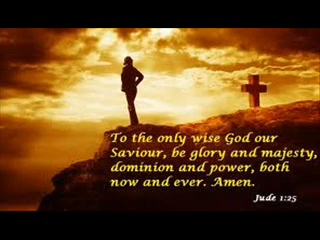 To the only wise God our
Saviour, be glory and majesty,
dominion and power, both
now and ever. Amen.
Jude 1:25